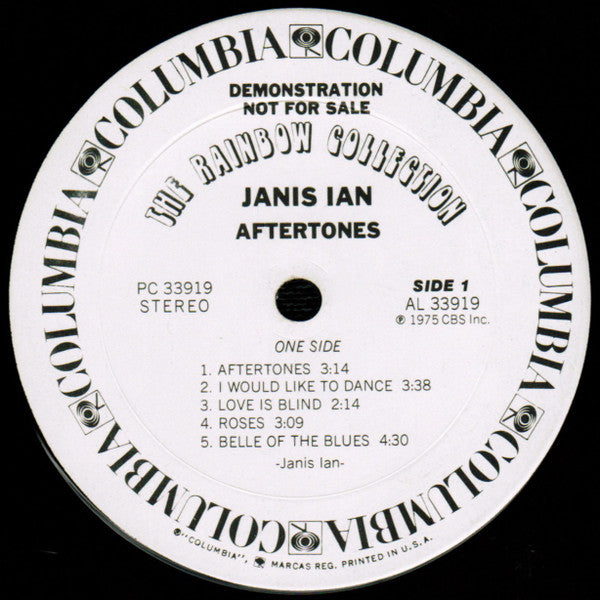 COLUMBIA COLUMBIA COLUMBIA COLUMBIA COLUMBIA COLUMBIA
DEMONSTRATION
NOT FOR SALE
THE RAINBOW COLLECTION
JANIS IAN
AFTERTONES
PC 33919
STEREO
SIDE 1
AL 33919
℗ 1975 CBS Inc.
ONE SIDE
1. AFTERTONES 3:14
2. I WOULD LIKE TO DANCE 3:38
3. LOVE IS BLIND 2:14
4. ROSES 3:09
5. BELLE OF THE BLUES 4:30
-Janis Ian-
®"COLUMBIA", MARCAS REG. PRINTED IN U.S.A.